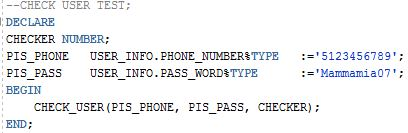 --CHECK USER TEST;
DECLARE
CHECKER NUMBER;
PIS_PHONE USER_INFO.PHONE_NUMBER%TYPE :='5123456789';
PIS_PASS USER_INFO.PASS_WORD%TYPE :='Mammamia07';
BEGIN
CHECK_USER(PIS_PHONE, PIS_PASS, CHECKER);
END;